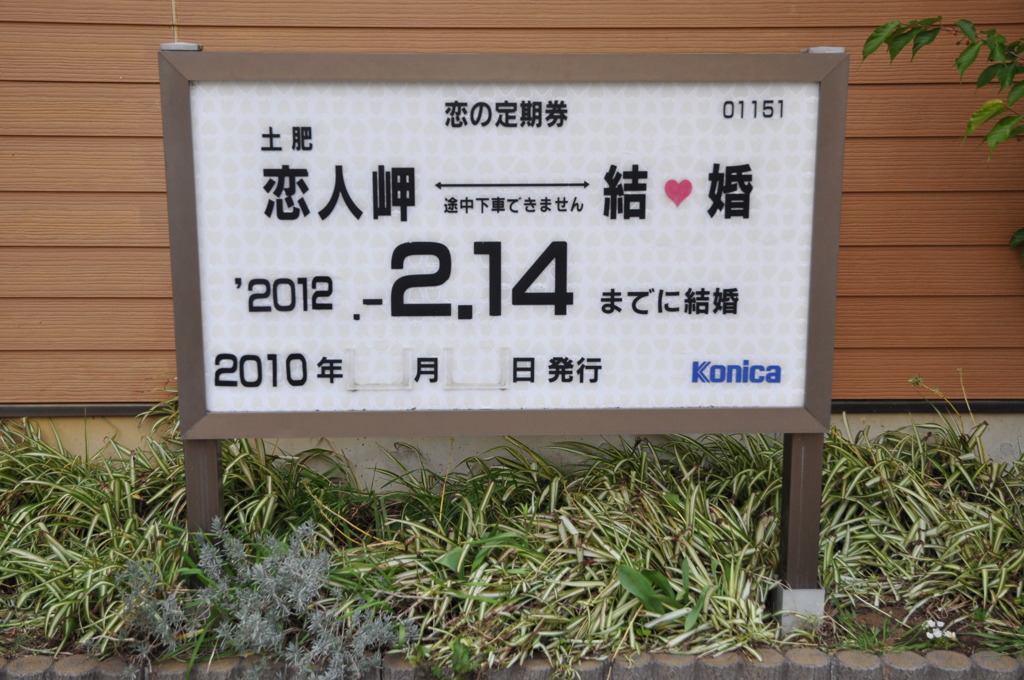 恋の定期券
01151
土肥
恋人岬 ⟷ 結♥婚
途中下車できません
'2012 .-2.14 までに結婚
2010年 月 日発行
Konica